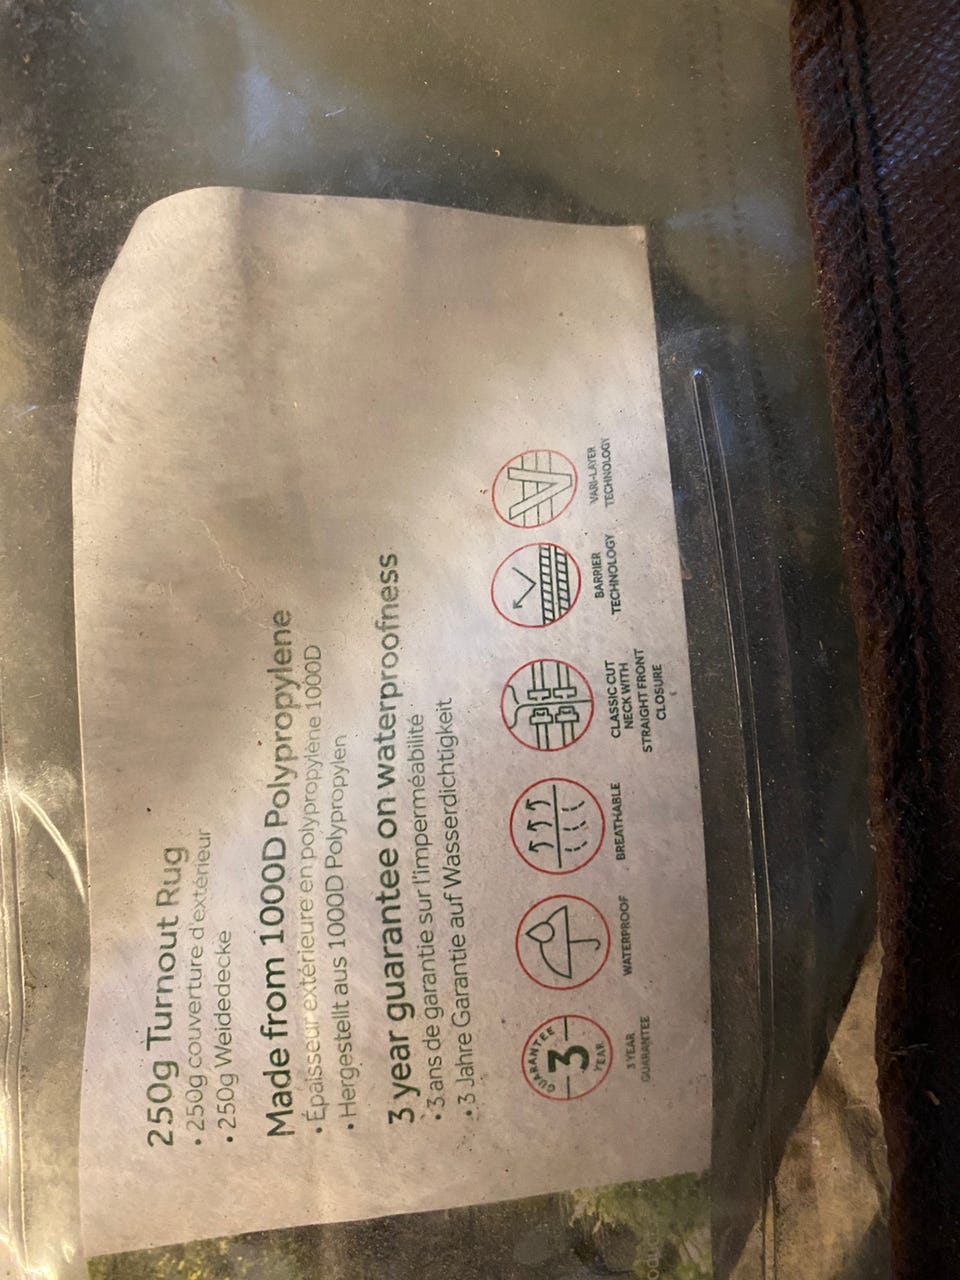 250g Turnout Rug
• 250g couverture d'extérieur
• 250g Weidedecke
Made from 1000D Polypropylene
• Épaisseur extérieure en polypropylène 1000D
• Hergestellt aus 1000D Polypropylen
3 year guarantee on waterproofness
• 3 ans de garantie sur l'imperméabilité
• 3 Jahre Garantie auf Wasserdichtigkeit
GUARANTEE
3
YEAR
3 YEAR
GUARANTEE
WATERPROOF
BREATHABLE
CLASSIC CUT
NECK WITH
STRAIGHT FRONT
CLOSURE
BARRIER
TECHNOLOGY
VARI-LAYER
TECHNOLOGY